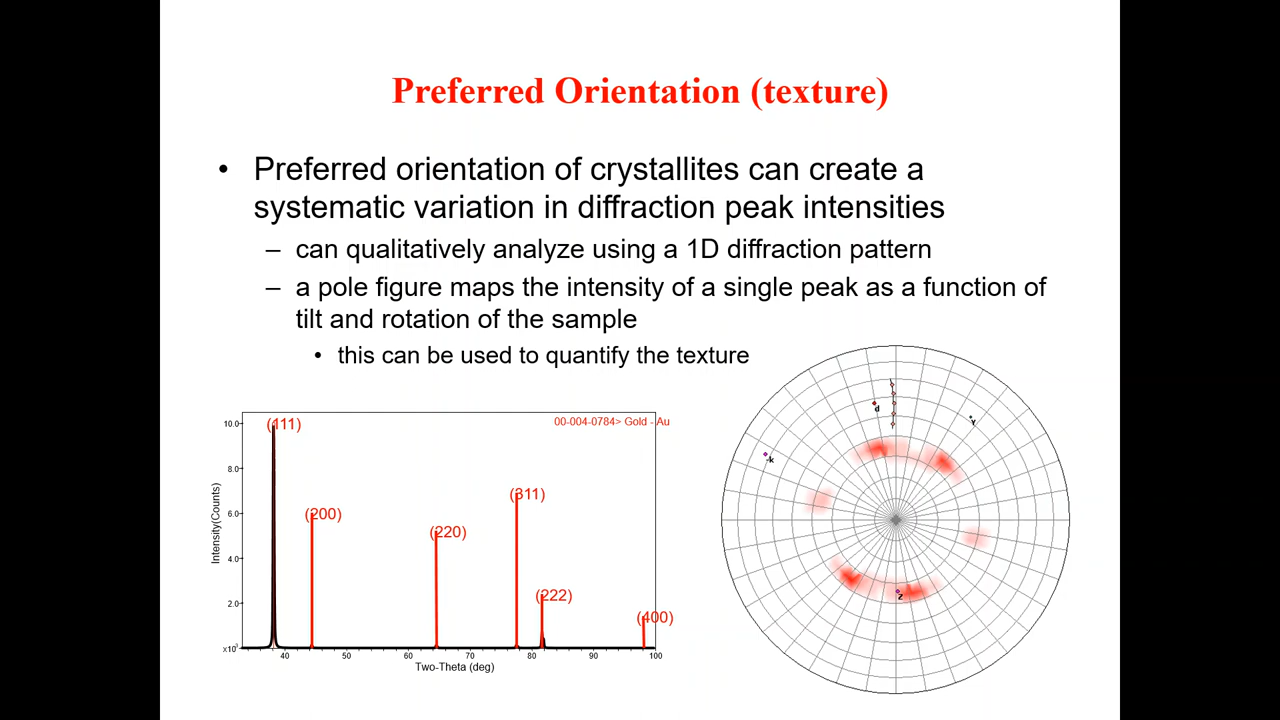 Preferred Orientation (texture)
• Preferred orientation of crystallites can create a
systematic variation in diffraction peak intensities
– can qualitatively analyze using a 1D diffraction pattern
– a pole figure maps the intensity of a single peak as a function of
tilt and rotation of the sample
• this can be used to quantify the texture
00-004-0784> Gold - Au
(111)
(200)
(220)
(311)
(222)
(400)
Intensity(Counts)
10.0
8.0
6.0
4.0
2.0
40 50 60 70 80 90 100
Two-Theta (deg)
d
Y
-k
z